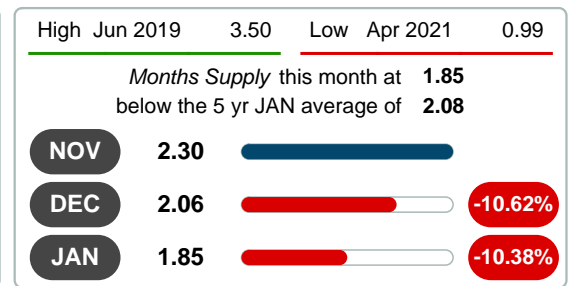 High Jun 2019 3.50 Low Apr 2021 0.99
Months Supply this month at 1.85
below the 5 yr JAN average of 2.08
NOV 2.30
DEC 2.06 -10.62%
JAN 1.85 -10.38%